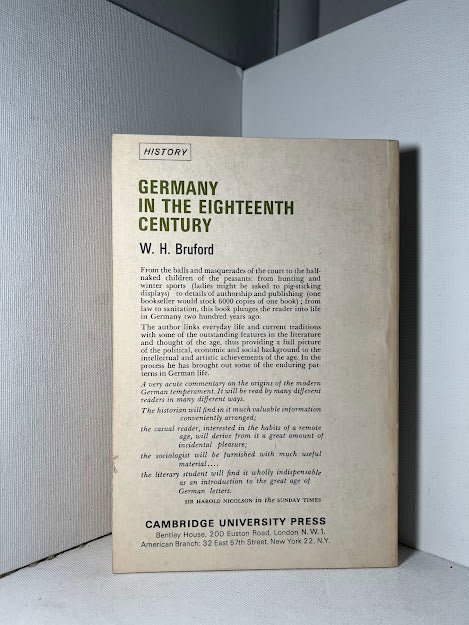 HISTORY
GERMANY
IN THE EIGHTEENTH
CENTURY
W. H. Bruford
From the balls and masquerades of the court to the half-
naked children of the peasants: from hunting and
winter sports (ladies might be asked to pig-sticking
displays) to details of authorship and publishing (one
bookseller would stock 6000 copies of one book); from
law to sanitation, this book plunges the reader into life
in Germany two hundred years ago.
The author links everyday life and current traditions
with some of the outstanding features in the literature
and thought of the age, thus providing a full picture
of the political, economic and social background to the
intellectual and artistic achievements of the age. In the
process he has brought out some of the enduring pat-
terns in German life.
A very acute commentary on the origins of the modern
German temperament. It will be read by many different
readers in many different ways.
The historian will find in it much valuable information
conveniently arranged;
the casual reader, interested in the habits of a remote
age, will derive from it a great amount of
incidental pleasure;
the sociologist will be furnished with much useful
material....
the literary student will find it wholly indispensable
as an introduction to the great age of
German letters.
SIR HAROLD NICOLSON in the SUNDAY TIMES
CAMBRIDGE UNIVERSITY PRESS
Bentley House, 200 Euston Road, London N.W.1.
American Branch: 32 East 57th Street, New York 22, N.Y.